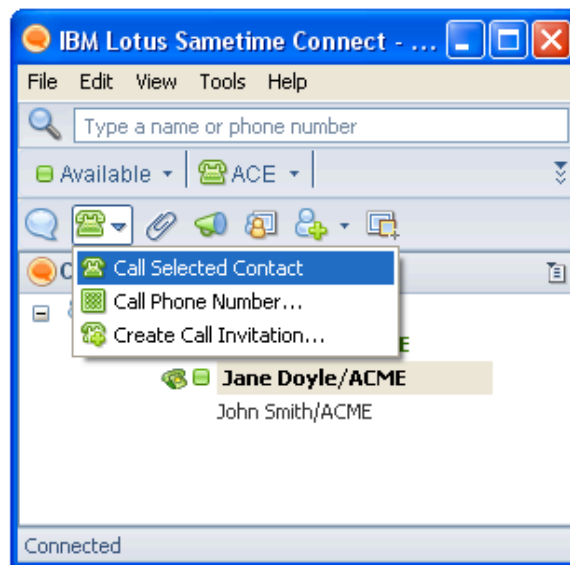 IBM Lotus Sametime Connect - ...
File Edit View Tools Help
Type a name or phone number
Available ACE
Call Selected Contact
Call Phone Number...
Create Call Invitation...
Jane Doyle/ACME
John Smith/ACME
Connected